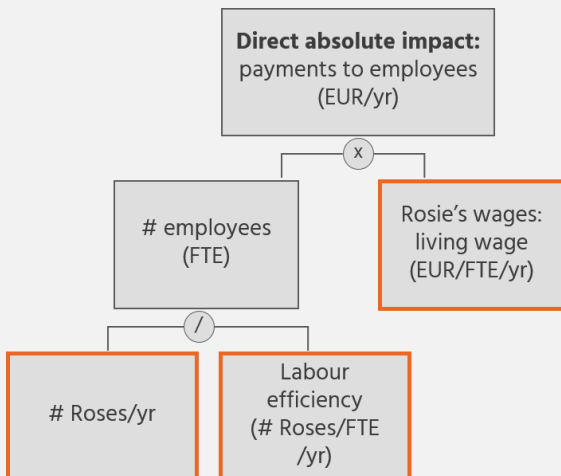 Direct absolute impact:
payments to employees
(EUR/yr)
x
# employees
(FTE)
Rosie's wages:
living wage
(EUR/FTE/yr)
/
# Roses/yr
Labour
efficiency
(# Roses/FTE
/yr)